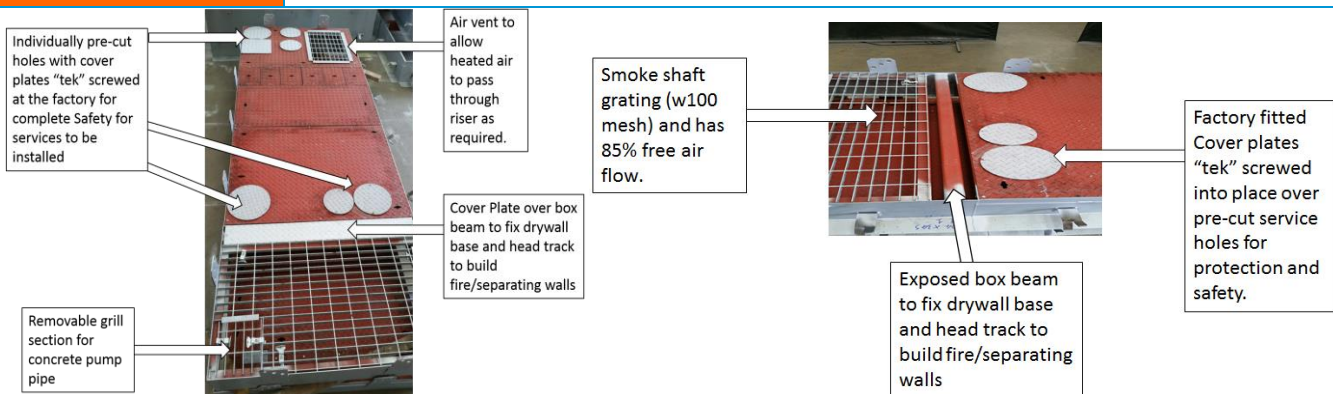 Individually pre-cut
holes with cover
plates “tek” screwed
at the factory for
complete Safety for
services to be
installed
Air vent to
allow
heated air
to pass
through
riser as
required.
Cover Plate over box
beam to fix drywall
base and head track
to build
fire/separating walls
Removable grill
section for
concrete pump
pipe
Smoke shaft
grating (w100
mesh) and has
85% free air
flow.
Exposed box beam
to fix drywall base
and head track to
build fire/separating
walls
Factory fitted
Cover plates
“tek” screwed
into place over
pre-cut service
holes for
protection and
safety.